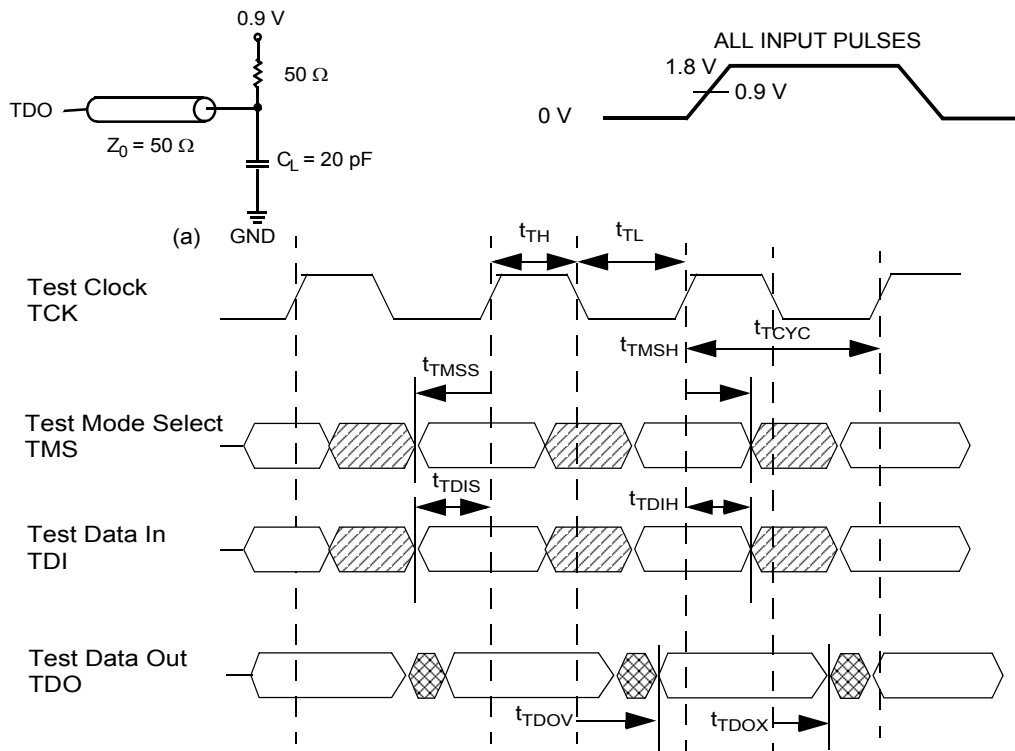 0.9 V
50 Ω
TDO
Z0 = 50 Ω
CL = 20 pF
(a)
GND
ALL INPUT PULSES
1.8 V
0.9 V
0 V
tTH
tTL
Test Clock
TCK
tTMSH
tTCYC
tTMSS
Test Mode Select
TMS
tTDIS
tTDIH
Test Data In
TDI
Test Data Out
TDO
tTDOV
tTDOX